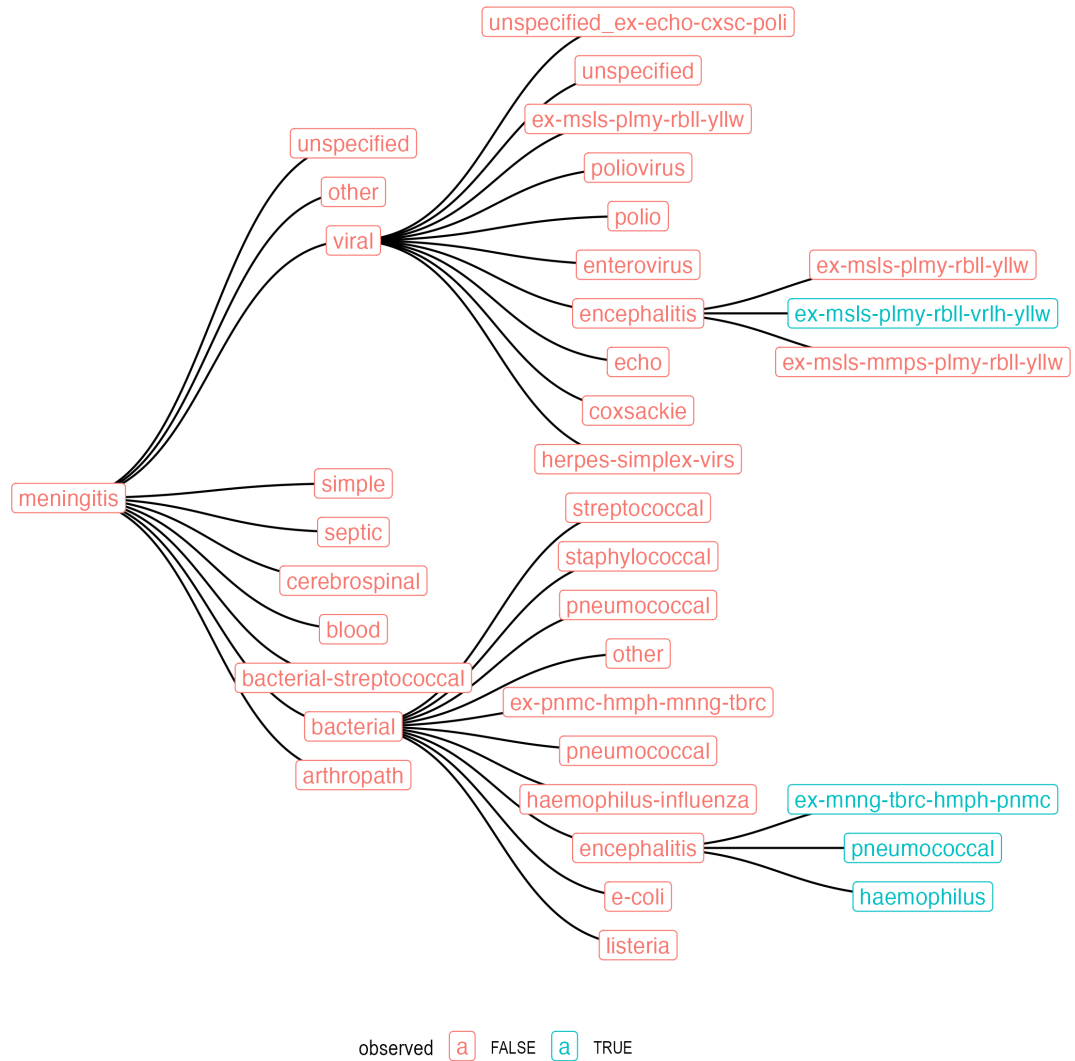 unspecified_ex-echo-cxsc-poli
unspecified
ex-msls-plmy-rbll-yllw
unspecified
poliovirus
other
polio
viral
enterovirus
ex-msls-plmy-rbll-yllw
encephalitis
ex-msls-plmy-rbll-vrlh-yllw
echo
ex-msls-mmps-plmy-rbll-yllw
coxsackie
herpes-simplex-virs
simple
meningitis
streptococcal
septic
staphylococcal
cerebrospinal
pneumococcal
blood
other
bacterial-streptococcal
ex-pnmc-hmph-mnng-tbrc
bacterial
pneumococcal
arthropath
haemophilus-influenza
ex-mnng-tbrc-hmph-pnmc
encephalitis
pneumococcal
e-coli
haemophilus
listeria
observed a FALSE a TRUE